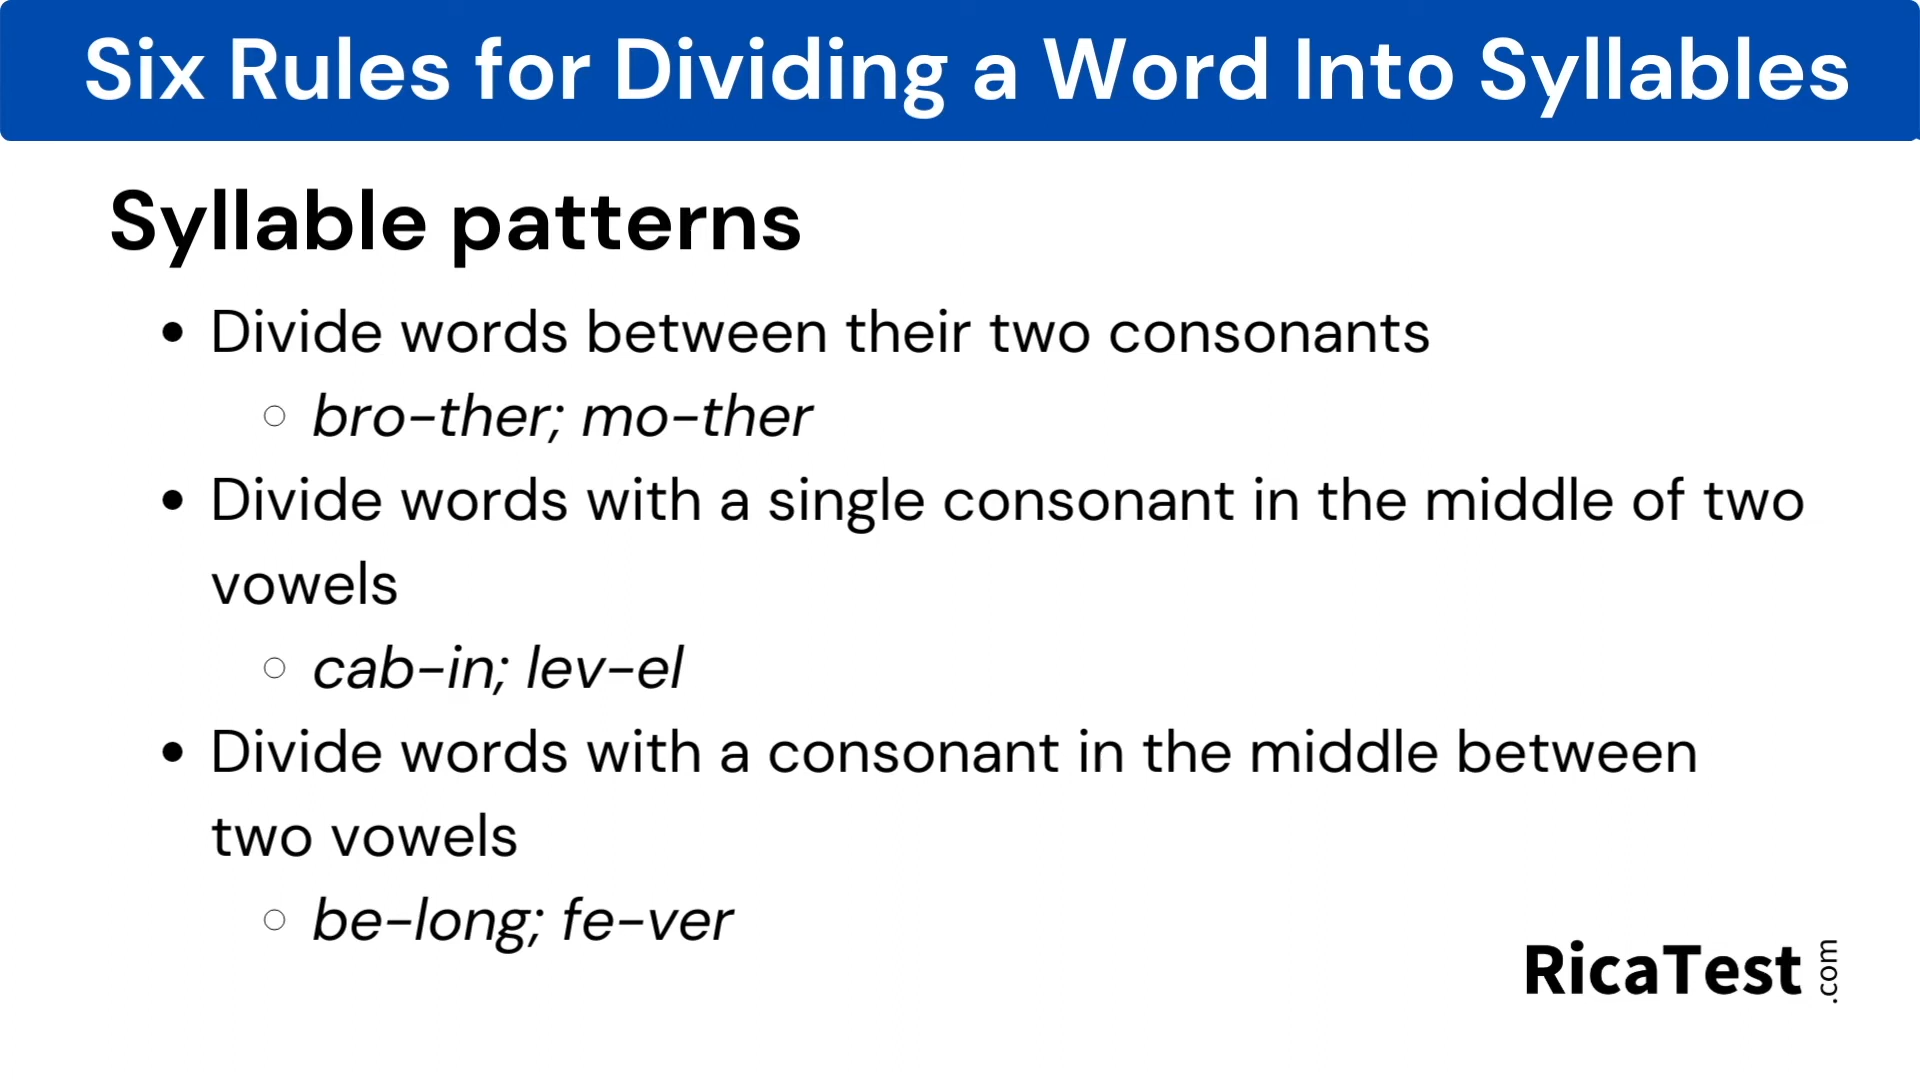 Six Rules for Dividing a Word Into Syllables
Syllable patterns
• Divide words between their two consonants
○ bro-ther; mo-ther
• Divide words with a single consonant in the middle of two
vowels
○ cab-in; lev-el
• Divide words with a consonant in the middle between
two vowels
○ be-long; fe-ver
RicaTest.com